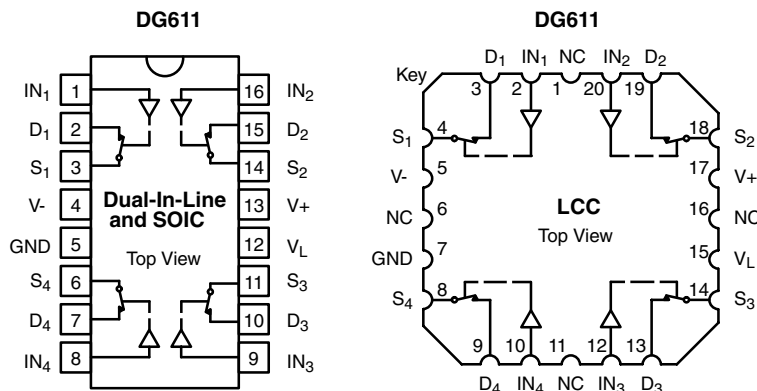 DG611
IN1 1 16 IN2
D1 2 15 D2
S1 3 14 S2
V- 4 13 V+
GND 5 12 VL
S4 6 11 S3
D4 7 10 D3
IN4 8 9 IN3
Dual-In-Line
and SOIC
Top View
DG611
D1 IN1 NC IN2 D2
Key
3 2 1 20 19
S1 4 18 S2
V- 5 17 V+
NC 6 16 NC
GND 7 15 VL
S4 8 14 S3
LCC
Top View
9 10 11 12 13
D4 IN4 NC IN3 D3